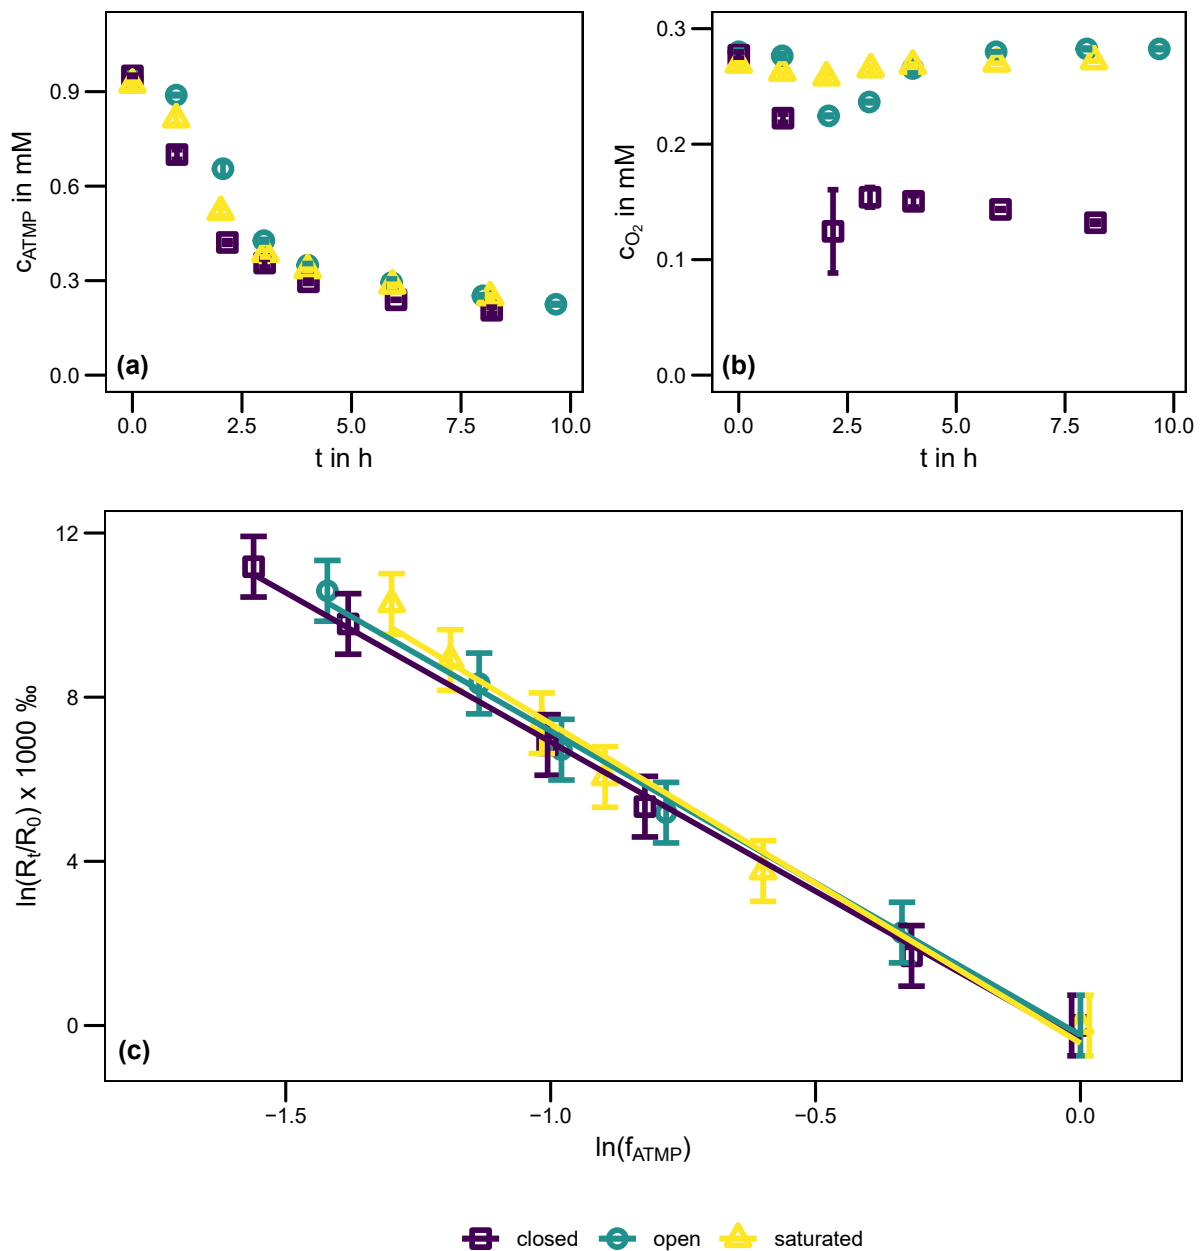 0.9
0.6
0.3
0.0
c_ATMP in mM
(a)
0.0 2.5 5.0 7.5 10.0
t in h
0.3
0.2
0.1
0.0
c_O₂ in mM
(b)
0.0 2.5 5.0 7.5 10.0
t in h
12
8
4
0
ln(Rₜ/R₀) x 1000 ‰
(c)
−1.5 −1.0 −0.5 0.0
ln(f_ATMP)
closed open saturated